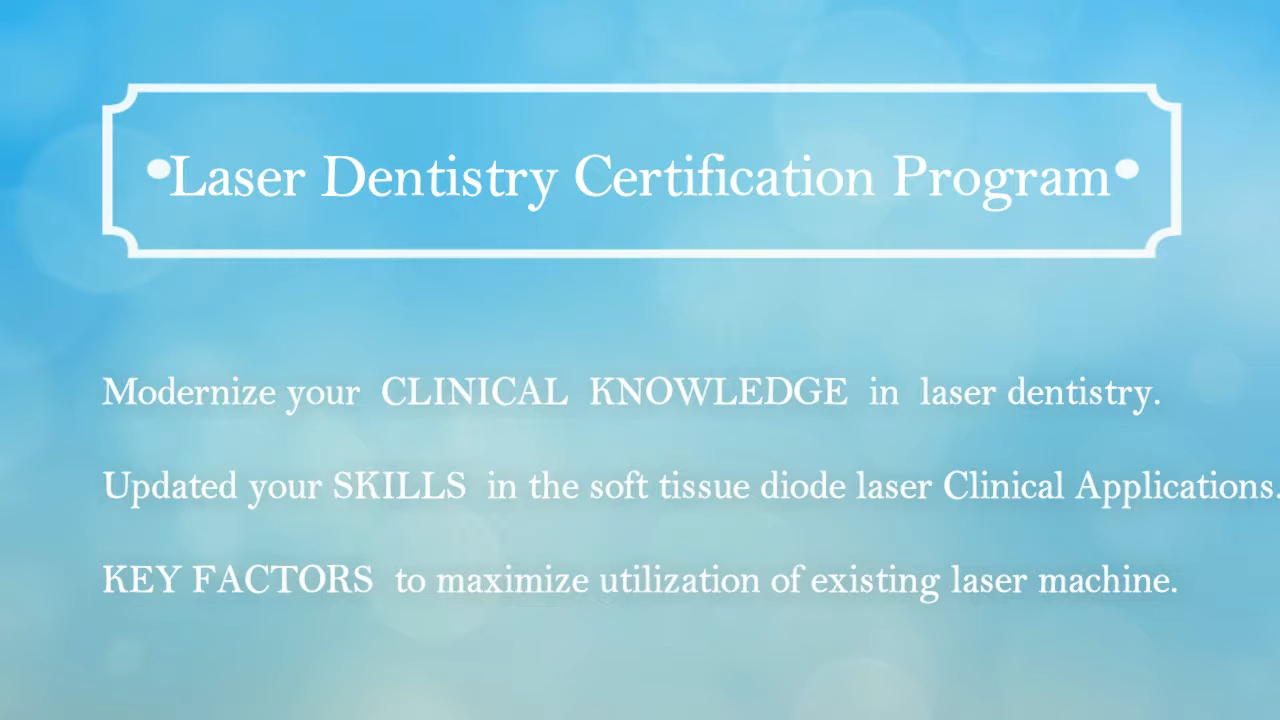 •Laser Dentistry Certification Program•
Modernize your CLINICAL KNOWLEDGE in laser dentistry.
Updated your SKILLS in the soft tissue diode laser Clinical Applications.
KEY FACTORS to maximize utilization of existing laser machine.